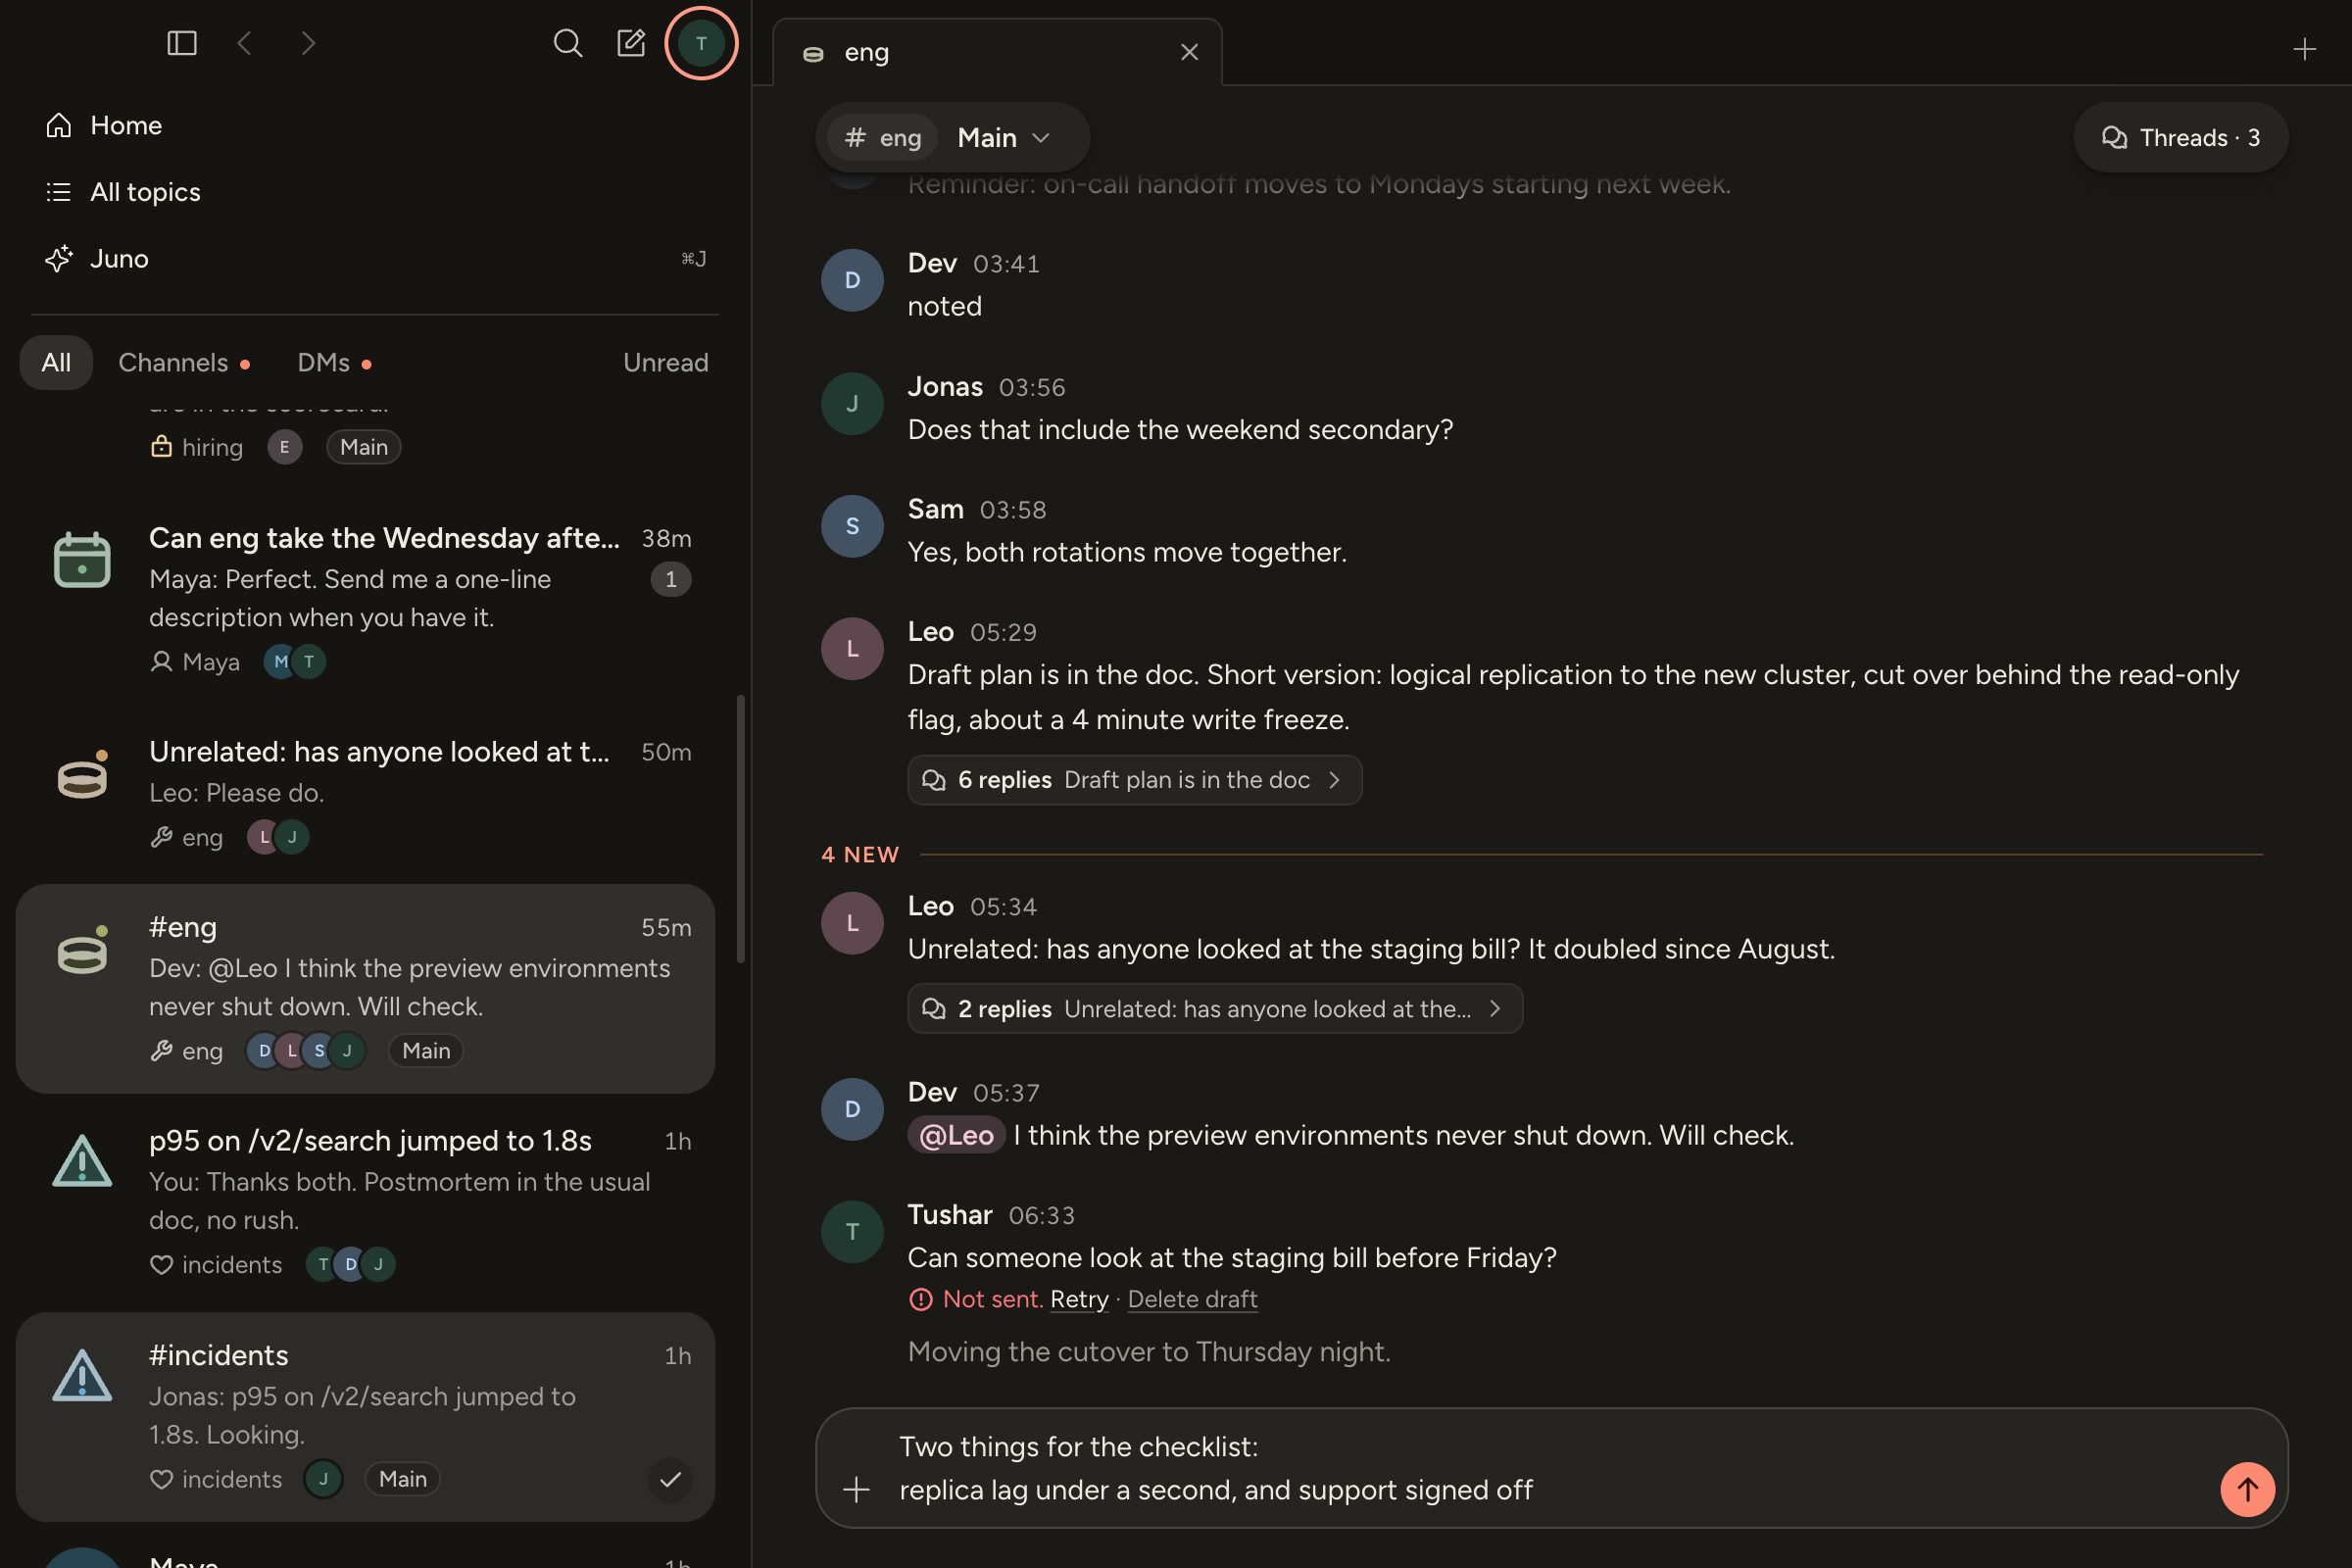 T
Home
All topics
Juno ⌘J
All Channels DMs Unread
hiring E Main
Can eng take the Wednesday afte... 38m
Maya: Perfect. Send me a one-line 1
description when you have it.
Maya M T
Unrelated: has anyone looked at t... 50m
Leo: Please do.
eng L J
#eng 55m
Dev: @Leo I think the preview environments
never shut down. Will check.
eng D L S J Main
p95 on /v2/search jumped to 1.8s 1h
You: Thanks both. Postmortem in the usual
doc, no rush.
incidents T D J
#incidents 1h
Jonas: p95 on /v2/search jumped to
1.8s. Looking.
incidents J Main
Maya 1h
eng
# eng Main
Threads · 3
Reminder: on-call handoff moves to Mondays starting next week.
D Dev 03:41
noted
J Jonas 03:56
Does that include the weekend secondary?
S Sam 03:58
Yes, both rotations move together.
L Leo 05:29
Draft plan is in the doc. Short version: logical replication to the new cluster, cut over behind the read-only
flag, about a 4 minute write freeze.
6 replies Draft plan is in the doc
4 NEW
L Leo 05:34
Unrelated: has anyone looked at the staging bill? It doubled since August.
2 replies Unrelated: has anyone looked at the...
D Dev 05:37
@Leo I think the preview environments never shut down. Will check.
T Tushar 06:33
Can someone look at the staging bill before Friday?
Not sent. Retry · Delete draft
Moving the cutover to Thursday night.
Two things for the checklist:
replica lag under a second, and support signed off